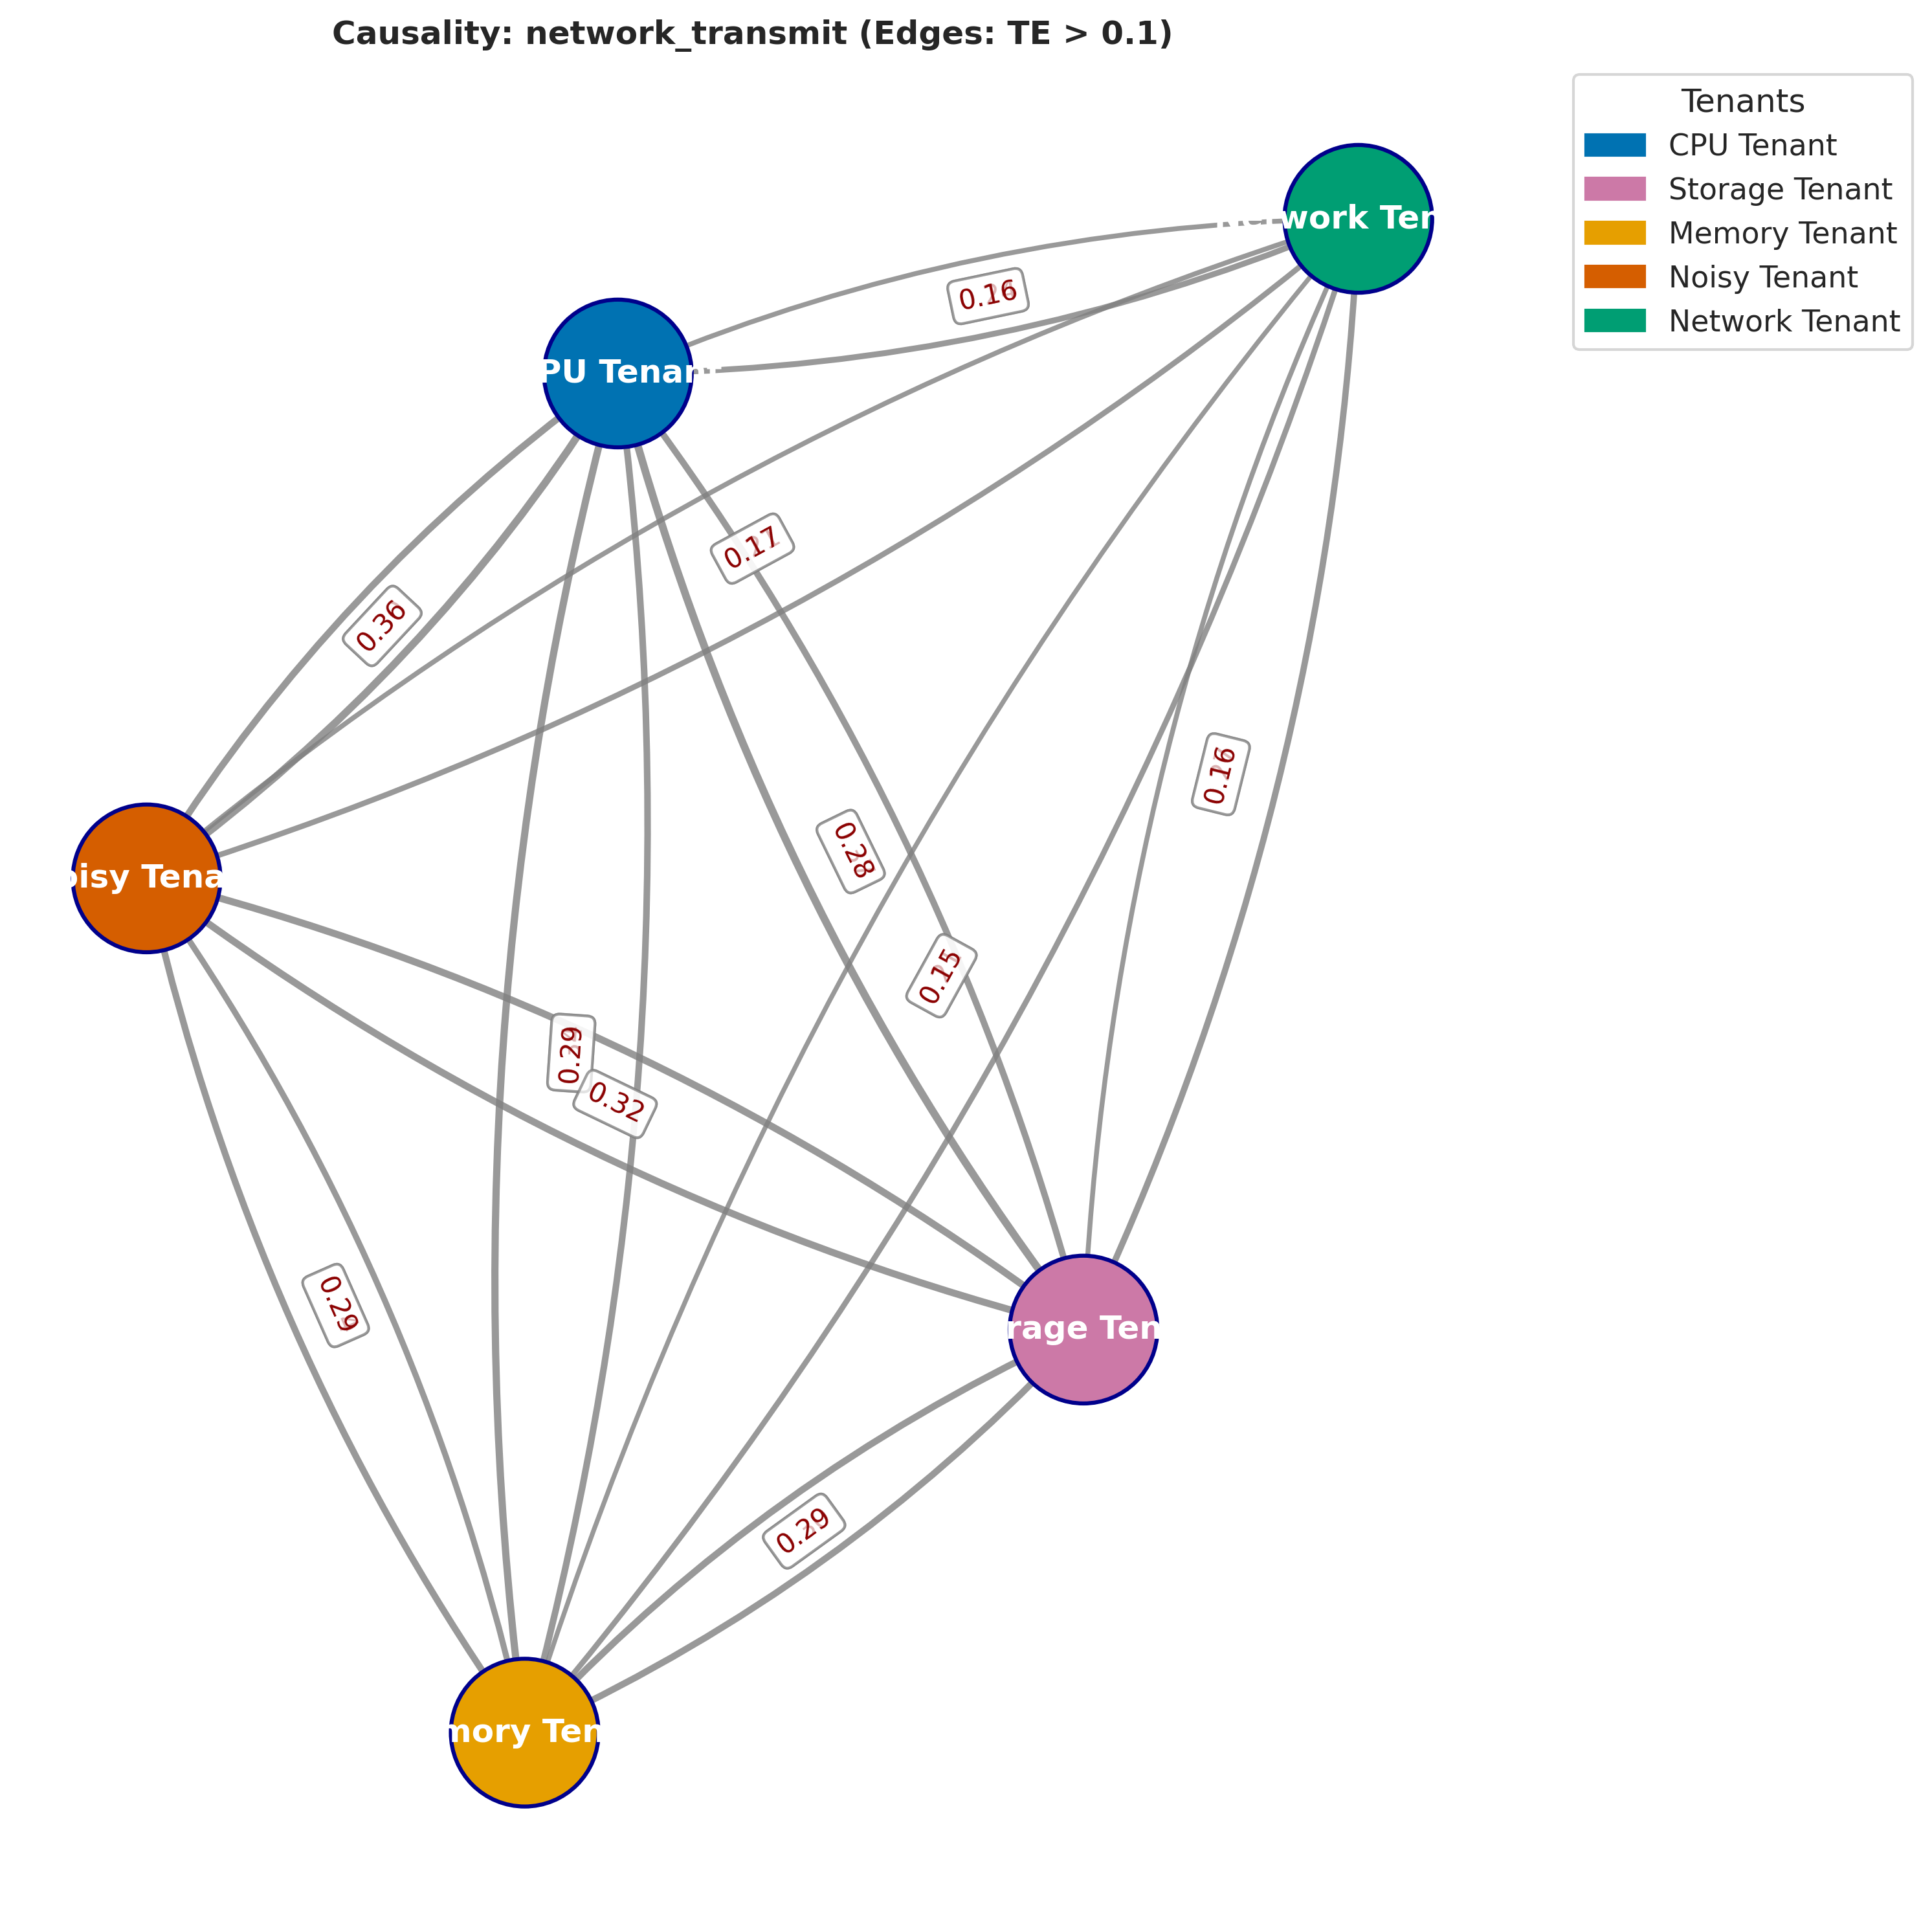 Causality: network_transmit (Edges: TE > 0.1)
Tenants
CPU Tenant
Storage Tenant
Memory Tenant
Noisy Tenant
Network Tenant
work Ten
0.16
PU Tenan
0.17
0.36
0.16
0.28
oisy Tena
0.15
0.29
0.32
0.29
rage Ten
0.29
mory Ten